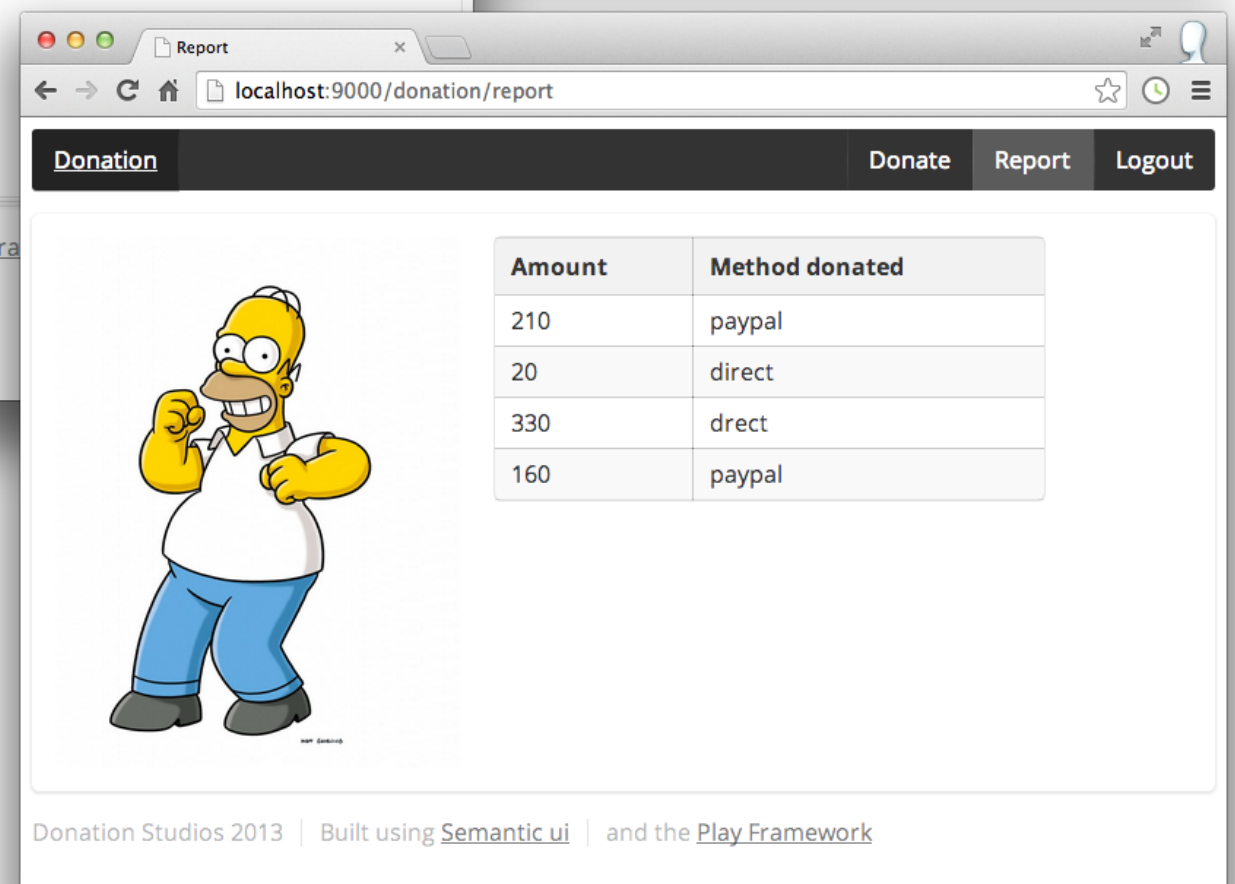 Report
localhost:9000/donation/report
Donation Donate Report Logout
ra
Amount Method donated
210 paypal
20 direct
330 drect
160 paypal
Donation Studios 2013 Built using Semantic ui and the Play Framework